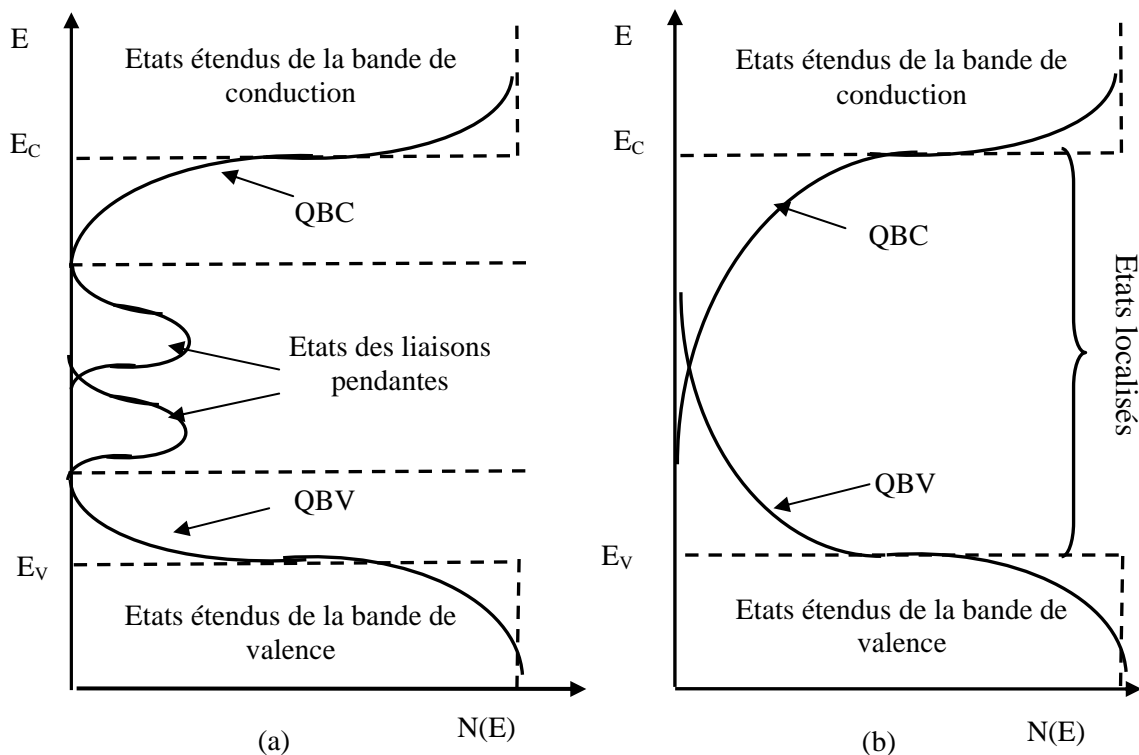 E
Etats étendus de la bande de
conduction
E_C
QBC
Etats des liaisons
pendantes
QBV
E_V
Etats étendus de la bande de
valence
N(E)
(a)
E
Etats étendus de la bande de
conduction
E_C
QBC
Etats localisés
QBV
E_V
Etats étendus de la bande de
valence
N(E)
(b)